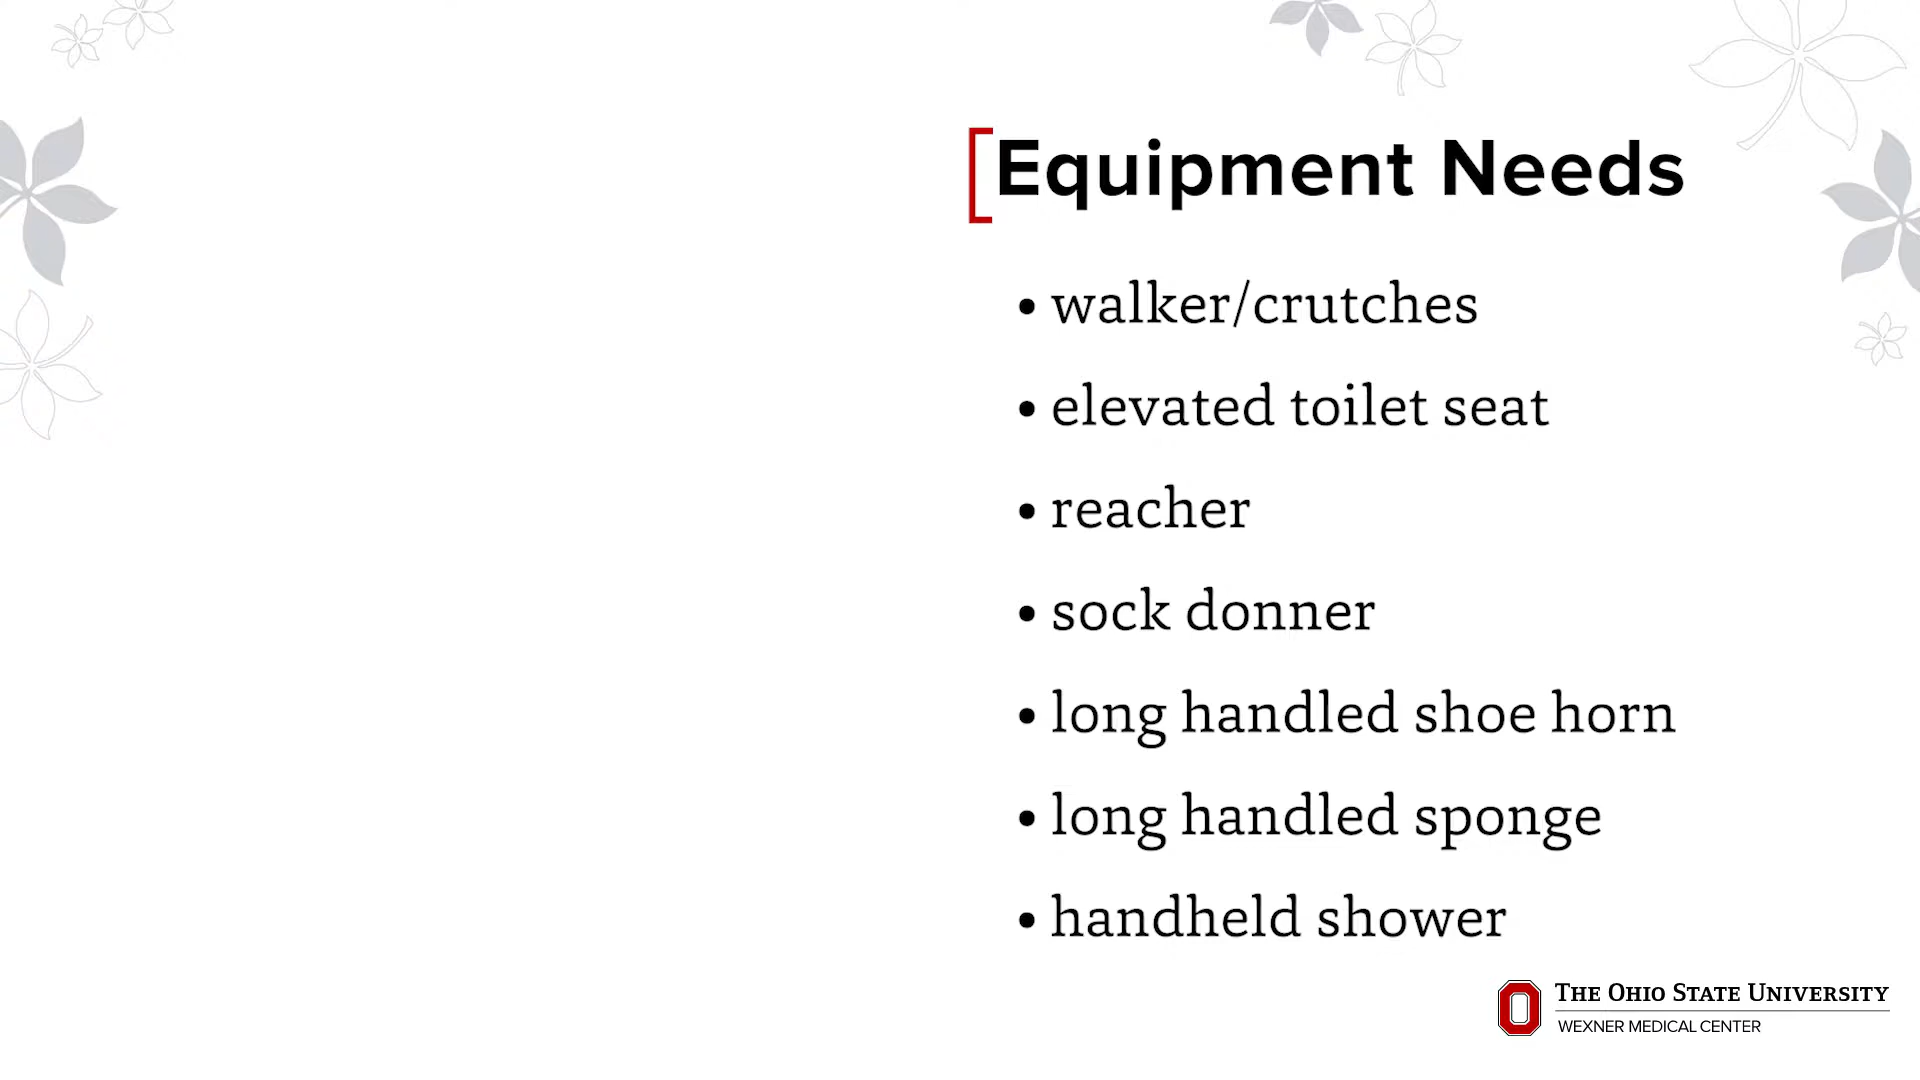 Equipment Needs
• walker/crutches
• elevated toilet seat
• reacher
• sock donner
• long handled shoe horn
• long handled sponge
• handheld shower
THE OHIO STATE UNIVERSITY
WEXNER MEDICAL CENTER